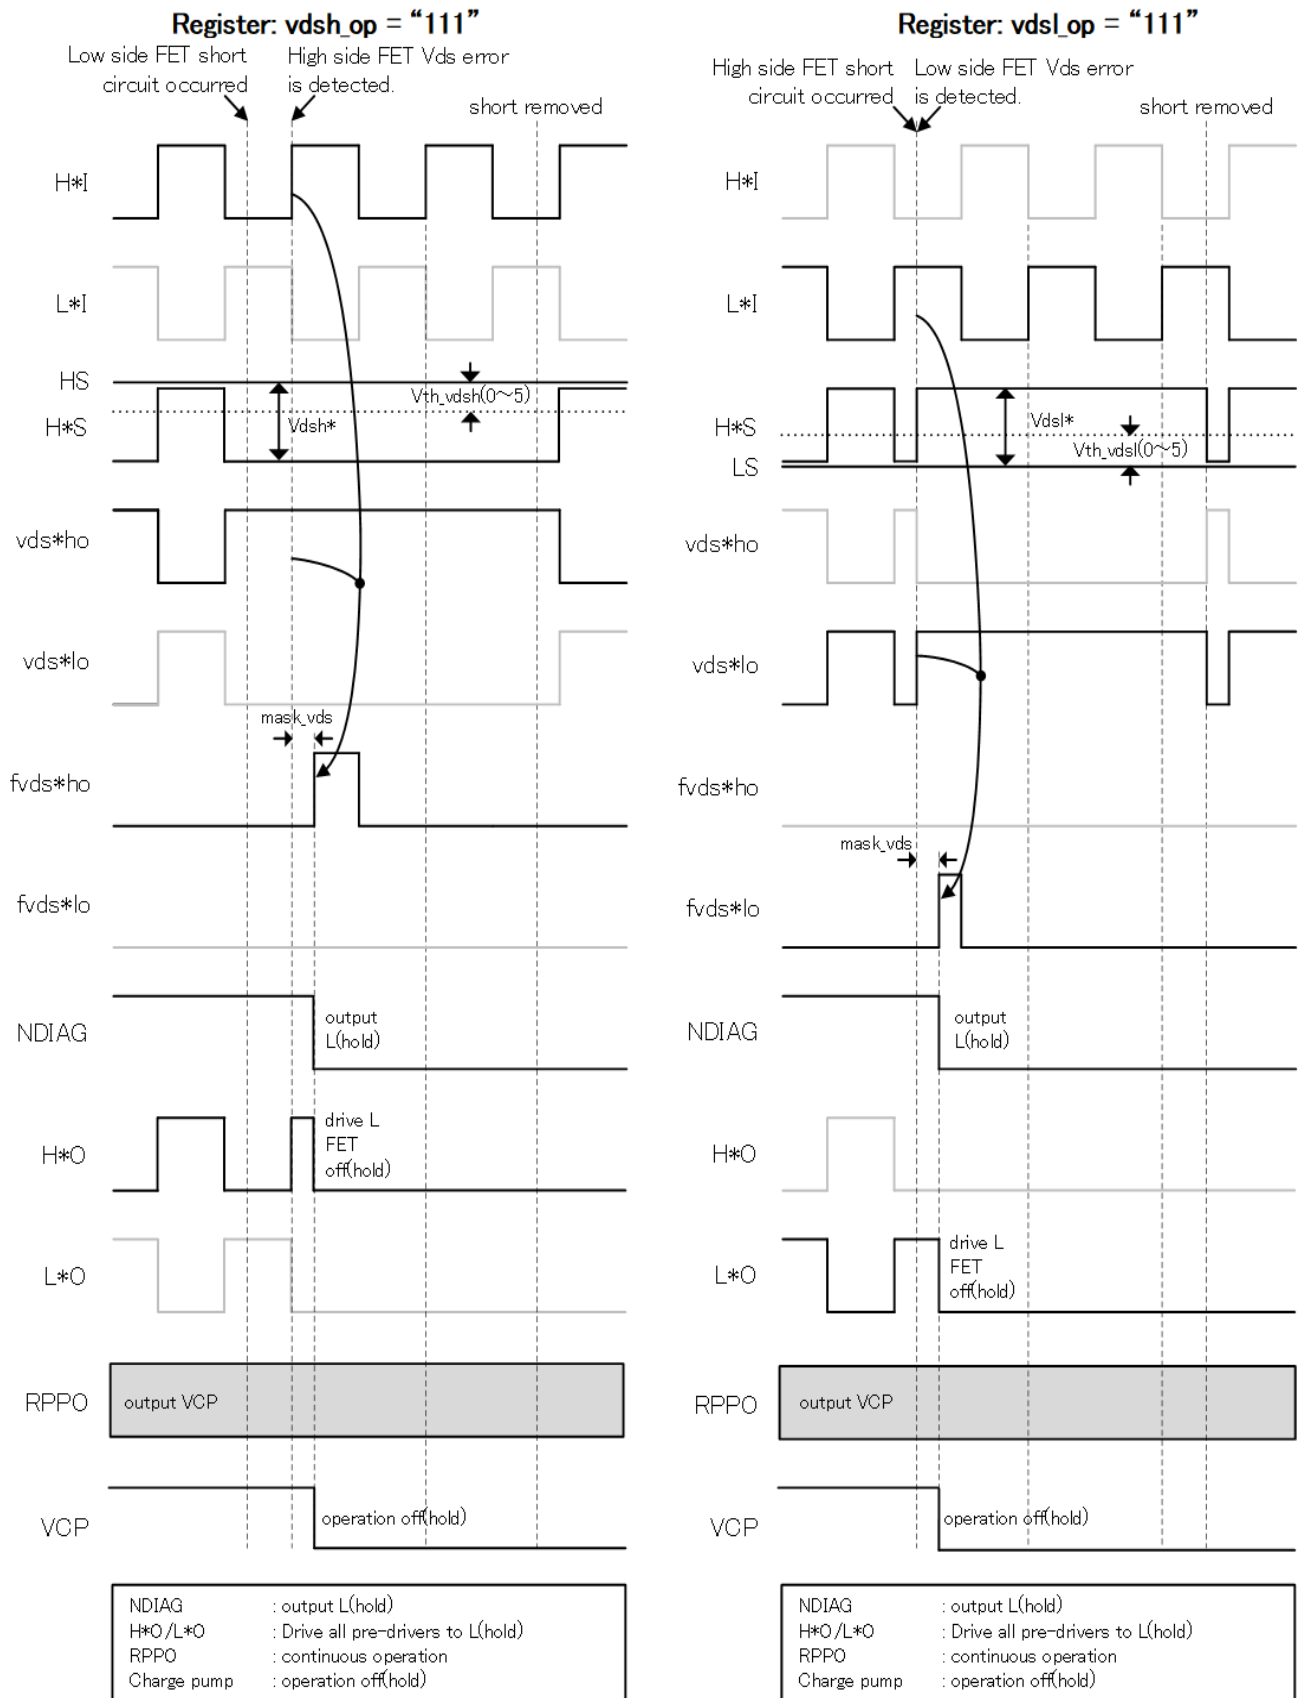 Register: vdsh_op = “111”
Low side FET short
circuit occurred
High side FET Vds error
is detected.
short removed
H*I
L*I
HS
Vth_vdsh(0～5)
H*S
Vdsh*
vds*ho
vds*lo
mask_vds
fvds*ho
fvds*lo
NDIAG
output
L(hold)
H*O
drive L
FET
off(hold)
L*O
RPPO
output VCP
VCP
operation off(hold)
NDIAG : output L(hold)
H*O/L*O : Drive all pre-drivers to L(hold)
RPPO : continuous operation
Charge pump : operation off(hold)
Register: vdsl_op = “111”
High side FET short
circuit occurred
Low side FET Vds error
is detected.
short removed
H*I
L*I
H*S
Vdsl*
Vth_vdsl(0～5)
LS
vds*ho
vds*lo
fvds*ho
mask_vds
fvds*lo
NDIAG
output
L(hold)
H*O
L*O
drive L
FET
off(hold)
RPPO
output VCP
VCP
operation off(hold)
NDIAG : output L(hold)
H*O/L*O : Drive all pre-drivers to L(hold)
RPPO : continuous operation
Charge pump : operation off(hold)